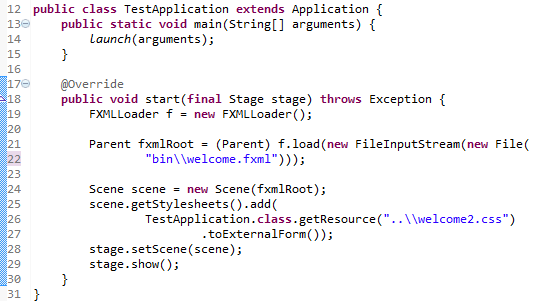 12 public class TestApplication extends Application {
13     public static void main(String[] arguments) {
14         launch(arguments);
15     }
16
17     @Override
18     public void start(final Stage stage) throws Exception {
19         FXMLLoader f = new FXMLLoader();
20
21         Parent fxmlRoot = (Parent) f.load(new FileInputStream(new File(
22                 "bin\\welcome.fxml")));
23
24         Scene scene = new Scene(fxmlRoot);
25         scene.getStylesheets().add(
26                 TestApplication.class.getResource("..\\welcome2.css")
27                         .toExternalForm());
28         stage.setScene(scene);
29         stage.show();
30     }
31 }